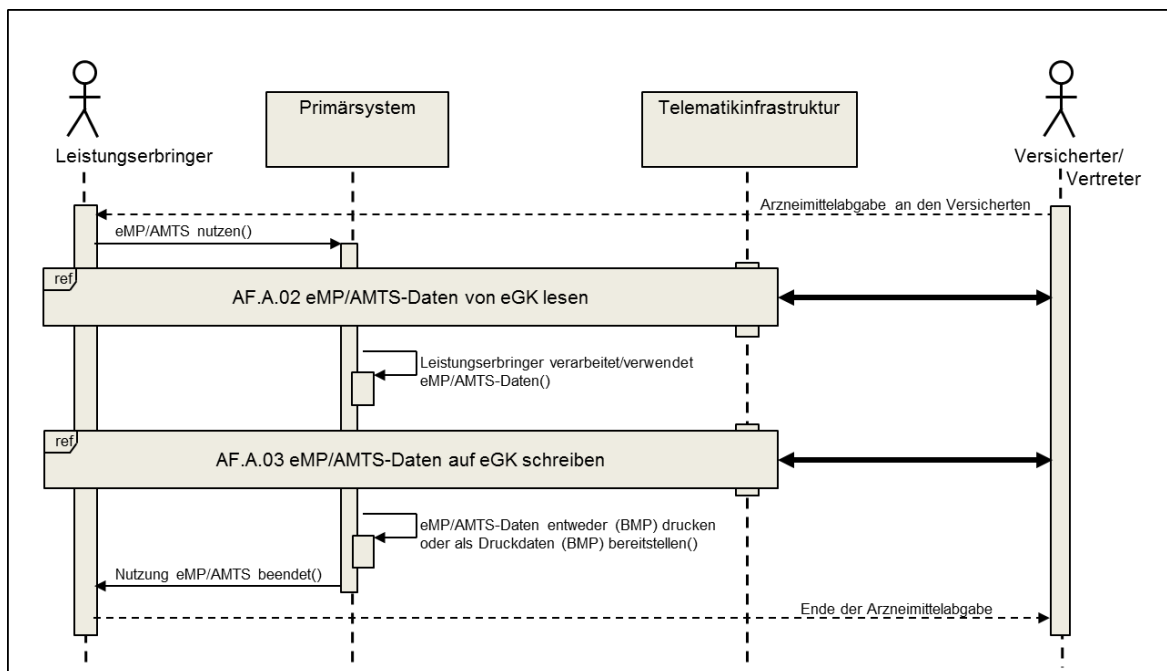 Leistungserbringer
Primärsystem
Telematikinfrastruktur
Versicherter/
Vertreter
Arzneimittelabgabe an den Versicherten
eMP/AMTS nutzen()
ref
AF.A.02 eMP/AMTS-Daten von eGK lesen
Leistungserbringer verarbeitet/verwendet
eMP/AMTS-Daten()
ref
AF.A.03 eMP/AMTS-Daten auf eGK schreiben
eMP/AMTS-Daten entweder (BMP) drucken
oder als Druckdaten (BMP) bereitstellen()
Nutzung eMP/AMTS beendet()
Ende der Arzneimittelabgabe